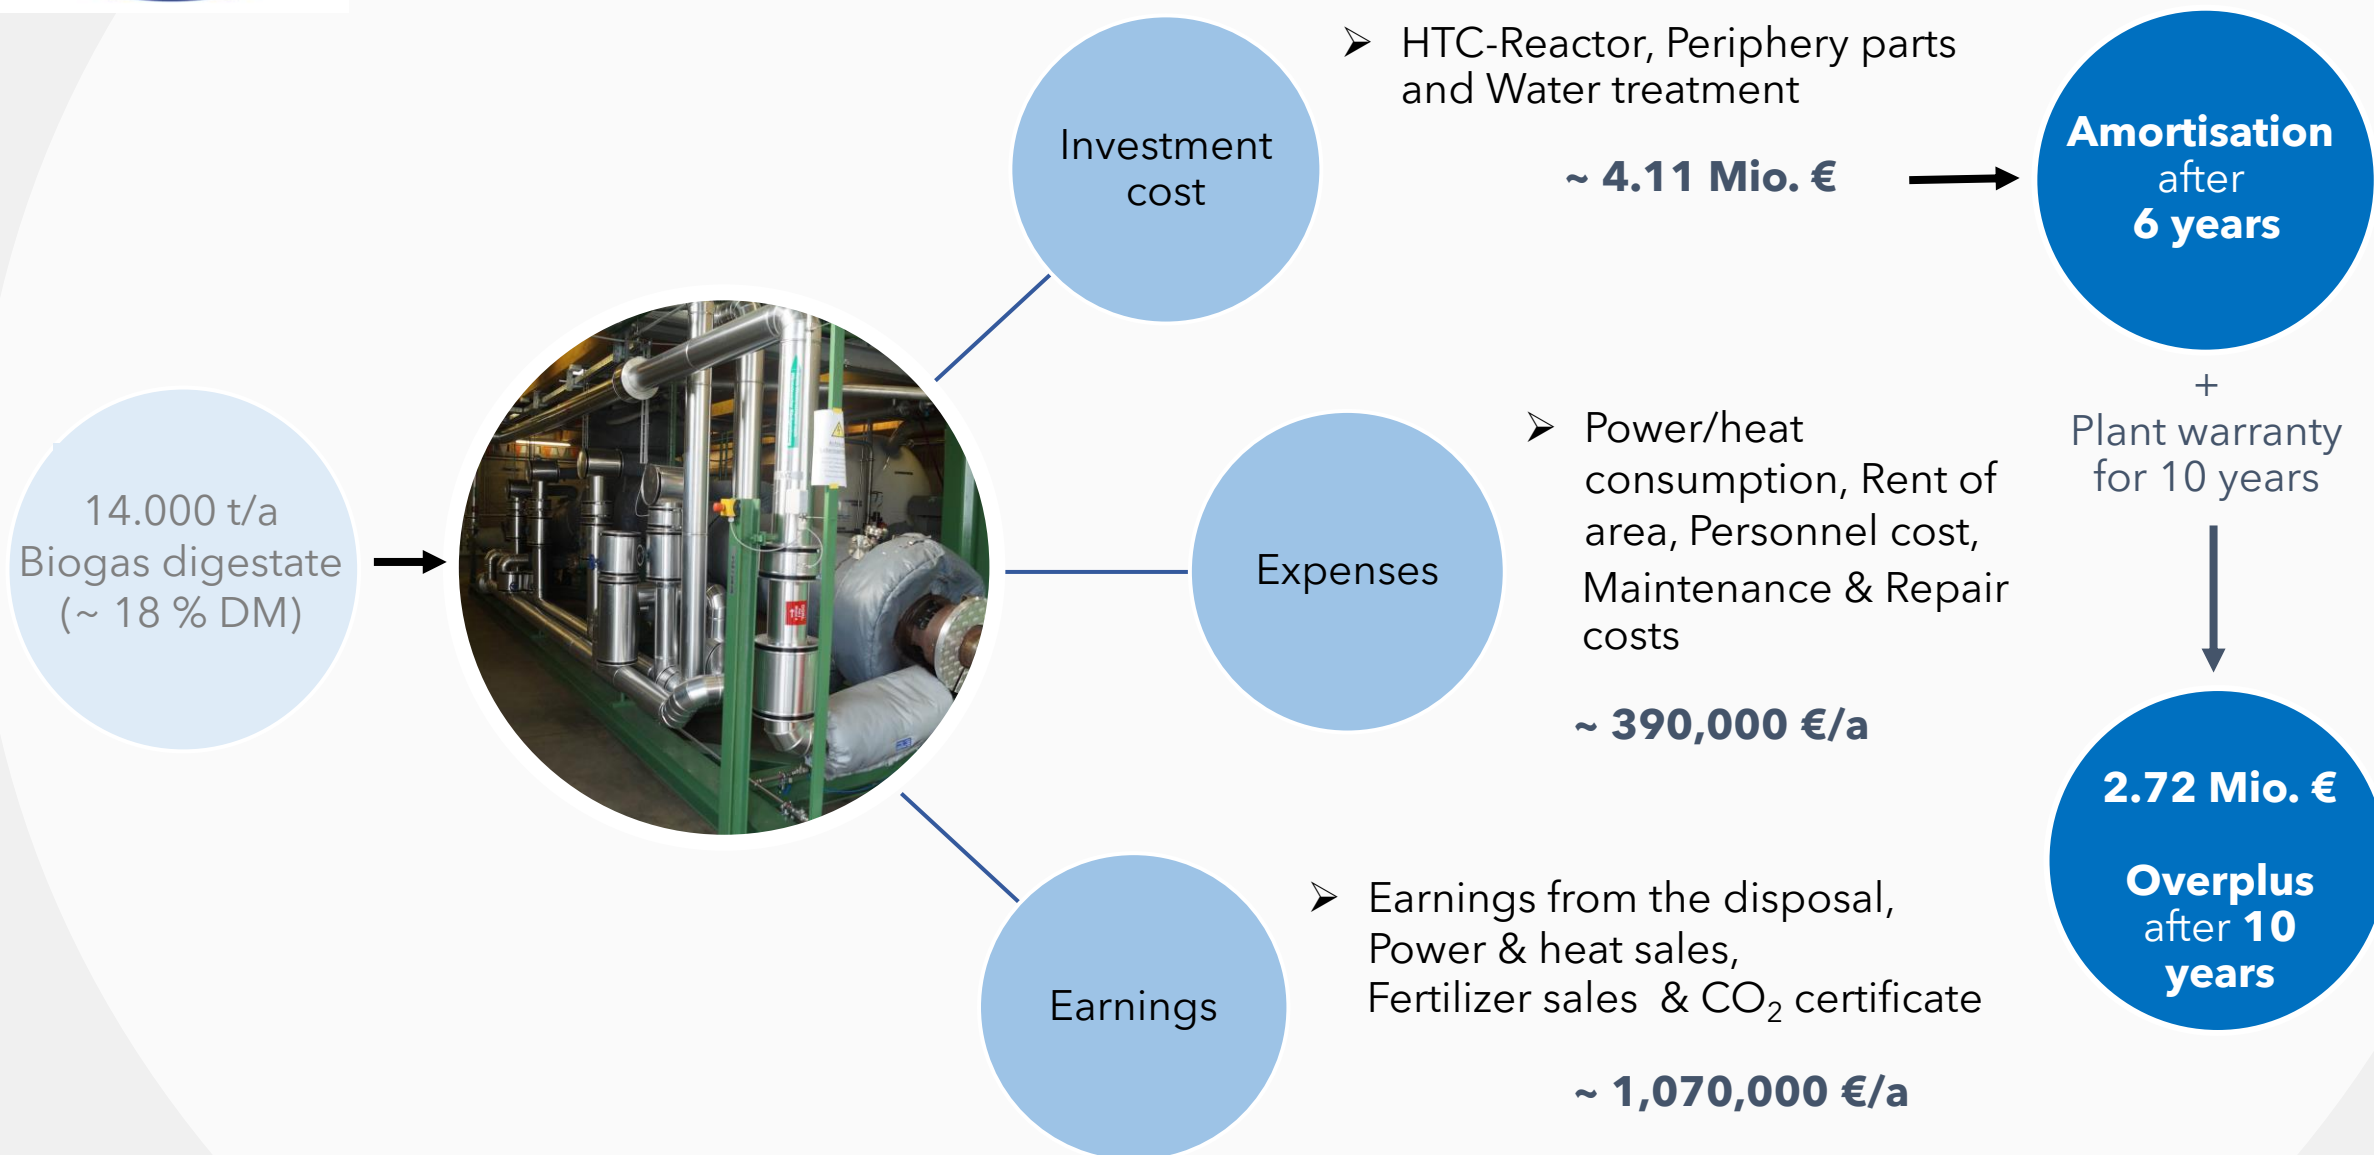 14.000 t/a
Biogas digestate
(~ 18 % DM)
Investment
cost
➢ HTC-Reactor, Periphery parts
and Water treatment
~ 4.11 Mio. €
Amortisation
after
6 years
+
Plant warranty
for 10 years
Expenses
➢ Power/heat
consumption, Rent of
area, Personnel cost,
Maintenance & Repair
costs
~ 390,000 €/a
2.72 Mio. €
Overplus
after 10
years
Earnings
➢ Earnings from the disposal,
Power & heat sales,
Fertilizer sales & CO₂ certificate
~ 1,070,000 €/a